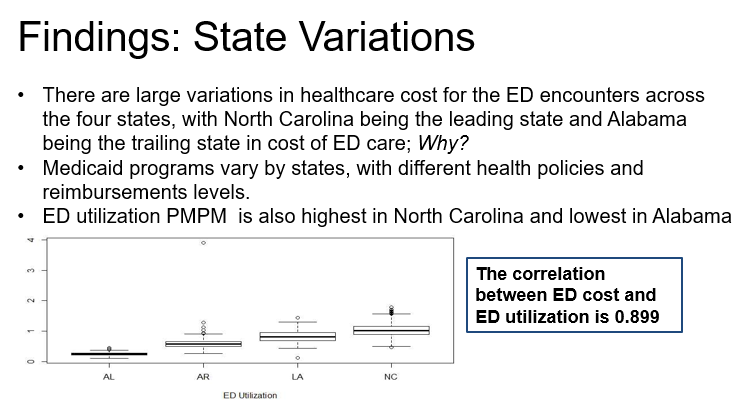 Findings: State Variations
• There are large variations in healthcare cost for the ED encounters across
the four states, with North Carolina being the leading state and Alabama
being the trailing state in cost of ED care; Why?
• Medicaid programs vary by states, with different health policies and
reimbursements levels.
• ED utilization PMPM is also highest in North Carolina and lowest in Alabama
4
3
2
1
0
AL AR LA NC
ED Utilization
The correlation
between ED cost and
ED utilization is 0.899